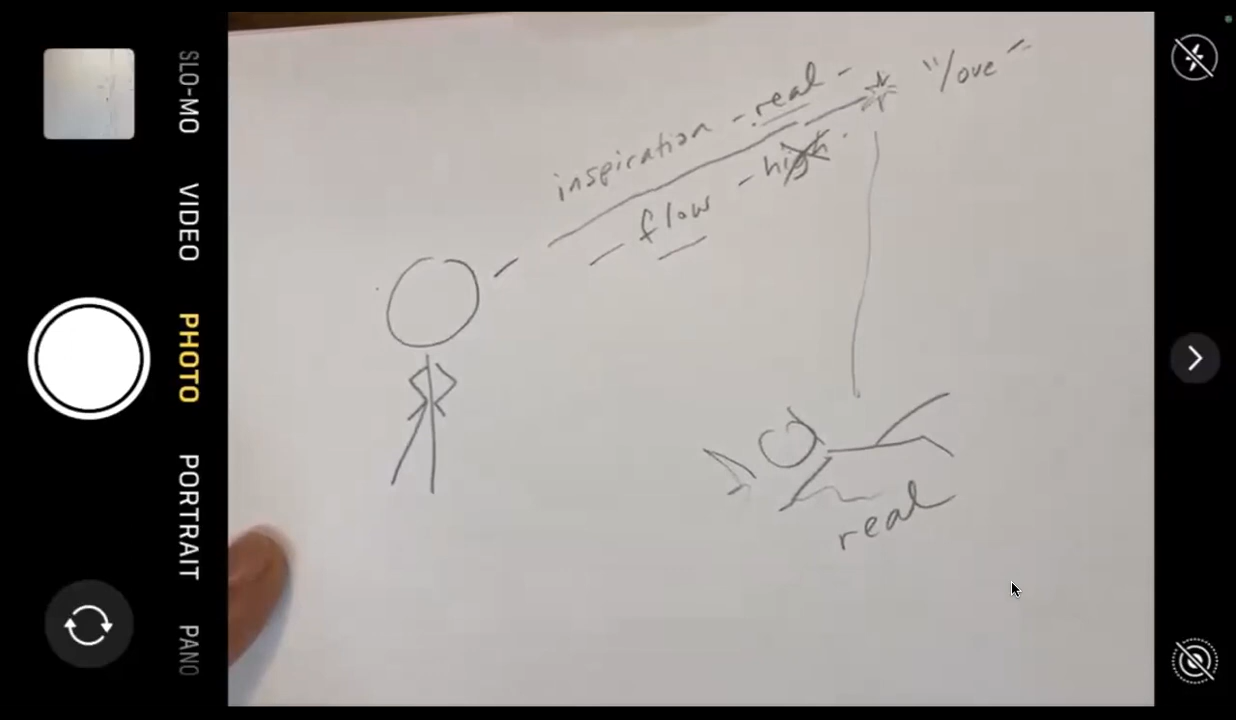 SLO-MO
VIDEO
PHOTO
PORTRAIT
PANO
inspiration - real -
"love"
flow - high
real